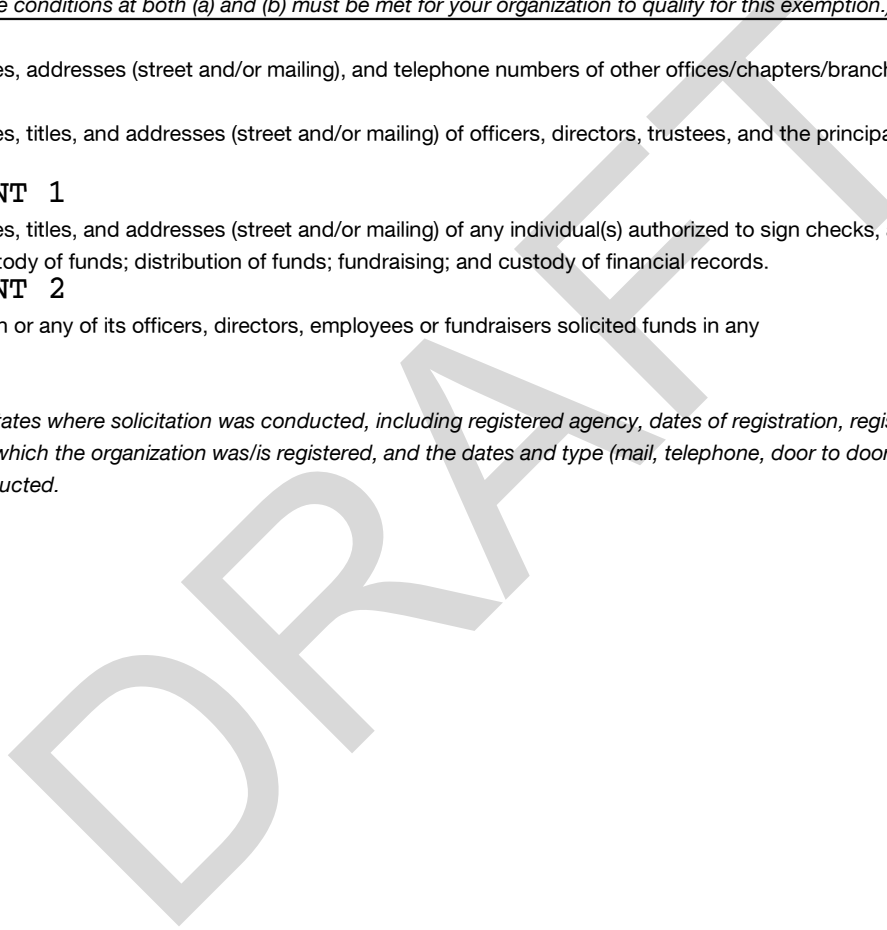 e conditions at both (a) and (b) must be met for your organization to qualify for this exemption.)
es, addresses (street and/or mailing), and telephone numbers of other offices/chapters/branch
es, titles, and addresses (street and/or mailing) of officers, directors, trustees, and the principa
NT 1
es, titles, and addresses (street and/or mailing) of any individual(s) authorized to sign checks,
tody of funds; distribution of funds; fundraising; and custody of financial records.
NT 2
n or any of its officers, directors, employees or fundraisers solicited funds in any
tates where solicitation was conducted, including registered agency, dates of registration, regis
which the organization was/is registered, and the dates and type (mail, telephone, door to door
ucted.
DRAFT